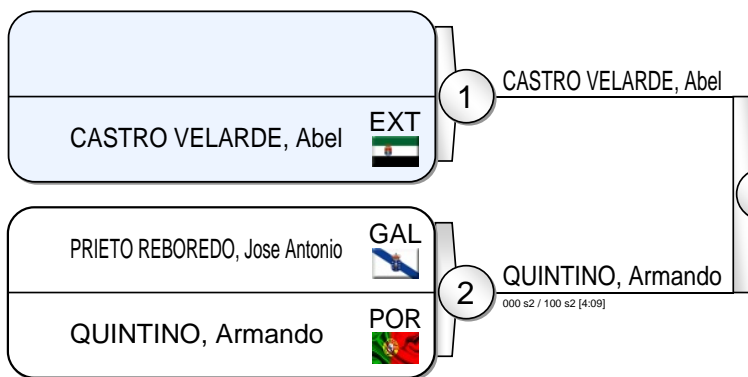 CASTRO VELARDE, Abel EXT
1
CASTRO VELARDE, Abel
PRIETO REBOREDO, Jose Antonio GAL
QUINTINO, Armando POR
2
QUINTINO, Armando
000 s2 / 100 s2 [4:09]